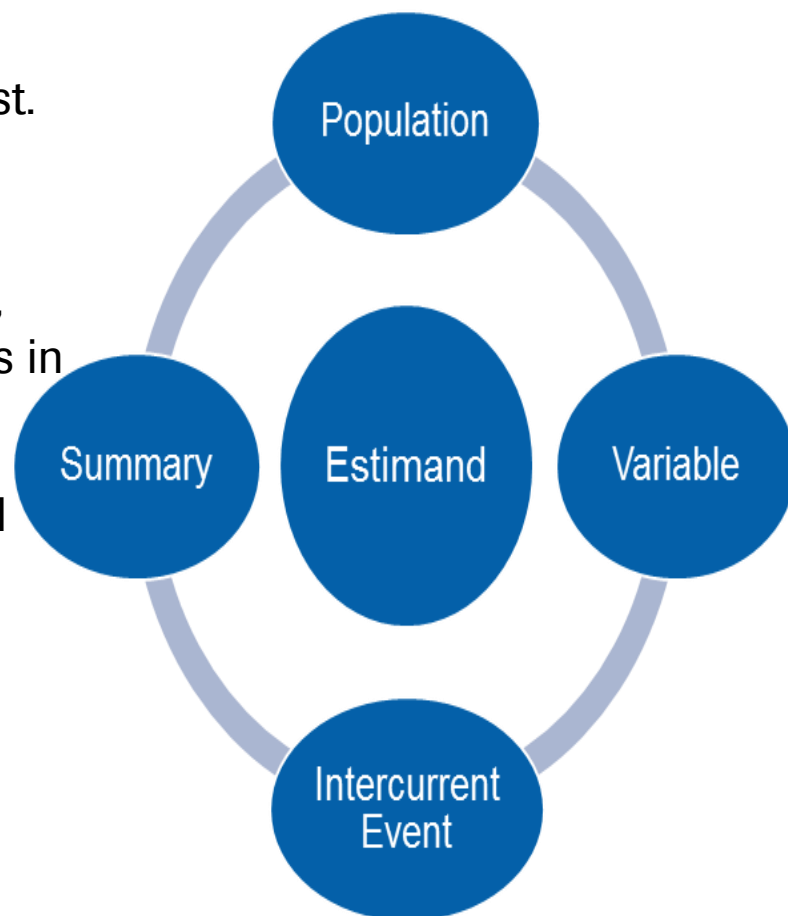 st.
Population
,
s in
Summary
Estimand
Variable
d
Intercurrent
Event